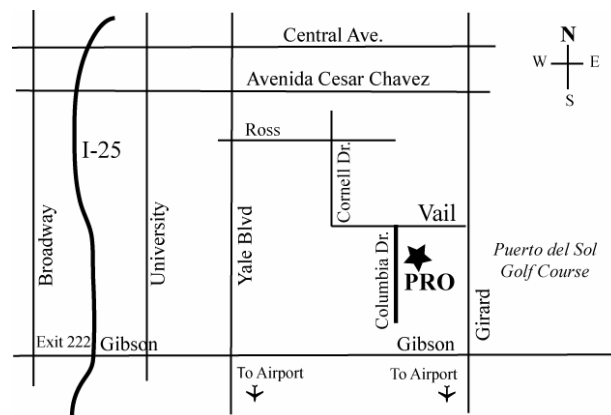 Central Ave.
N
W E
S
Avenida Cesar Chavez
Ross
I-25
Cornell Dr.
Vail
Broadway
University
Yale Blvd
Columbia Dr.
PRO
Puerto del Sol
Golf Course
Girard
Exit 222 Gibson
Gibson
To Airport
To Airport